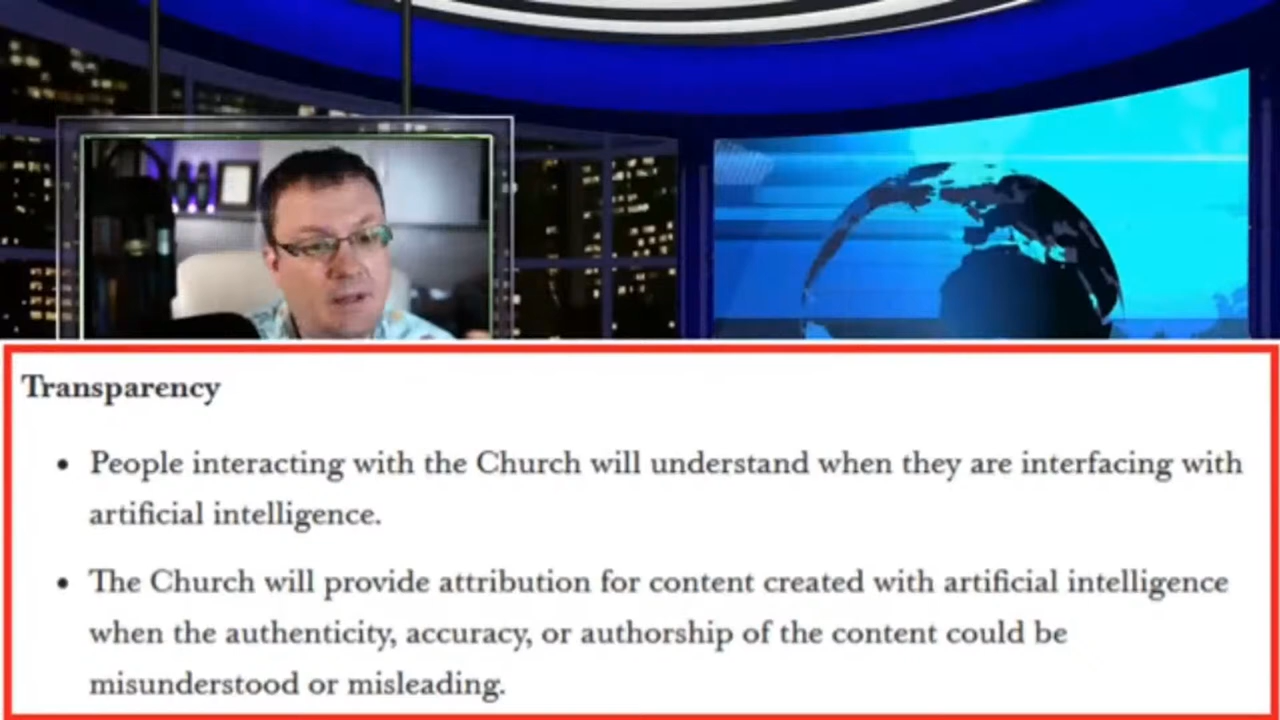 Transparency
• People interacting with the Church will understand when they are interfacing with
artificial intelligence.
• The Church will provide attribution for content created with artificial intelligence
when the authenticity, accuracy, or authorship of the content could be
misunderstood or misleading.